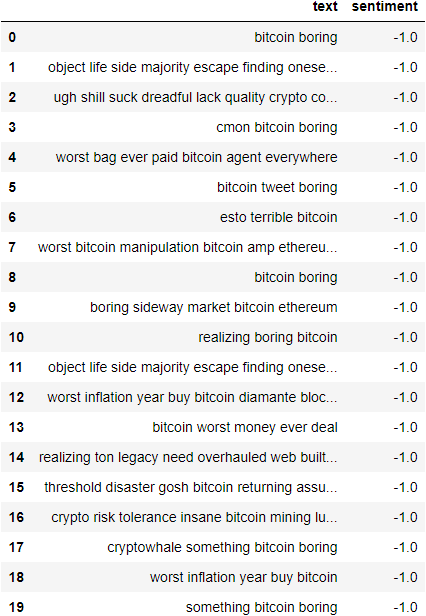 text sentiment
0 bitcoin boring -1.0
1 object life side majority escape finding onese... -1.0
2 ugh shill suck dreadful lack quality crypto co... -1.0
3 cmon bitcoin boring -1.0
4 worst bag ever paid bitcoin agent everywhere -1.0
5 bitcoin tweet boring -1.0
6 esto terrible bitcoin -1.0
7 worst bitcoin manipulation bitcoin amp ethereu... -1.0
8 bitcoin boring -1.0
9 boring sideway market bitcoin ethereum -1.0
10 realizing boring bitcoin -1.0
11 object life side majority escape finding onese... -1.0
12 worst inflation year buy bitcoin diamante bloc... -1.0
13 bitcoin worst money ever deal -1.0
14 realizing ton legacy need overhauled web built... -1.0
15 threshold disaster gosh bitcoin returning assu... -1.0
16 crypto risk tolerance insane bitcoin mining lu... -1.0
17 cryptowhale something bitcoin boring -1.0
18 worst inflation year buy bitcoin -1.0
19 something bitcoin boring -1.0